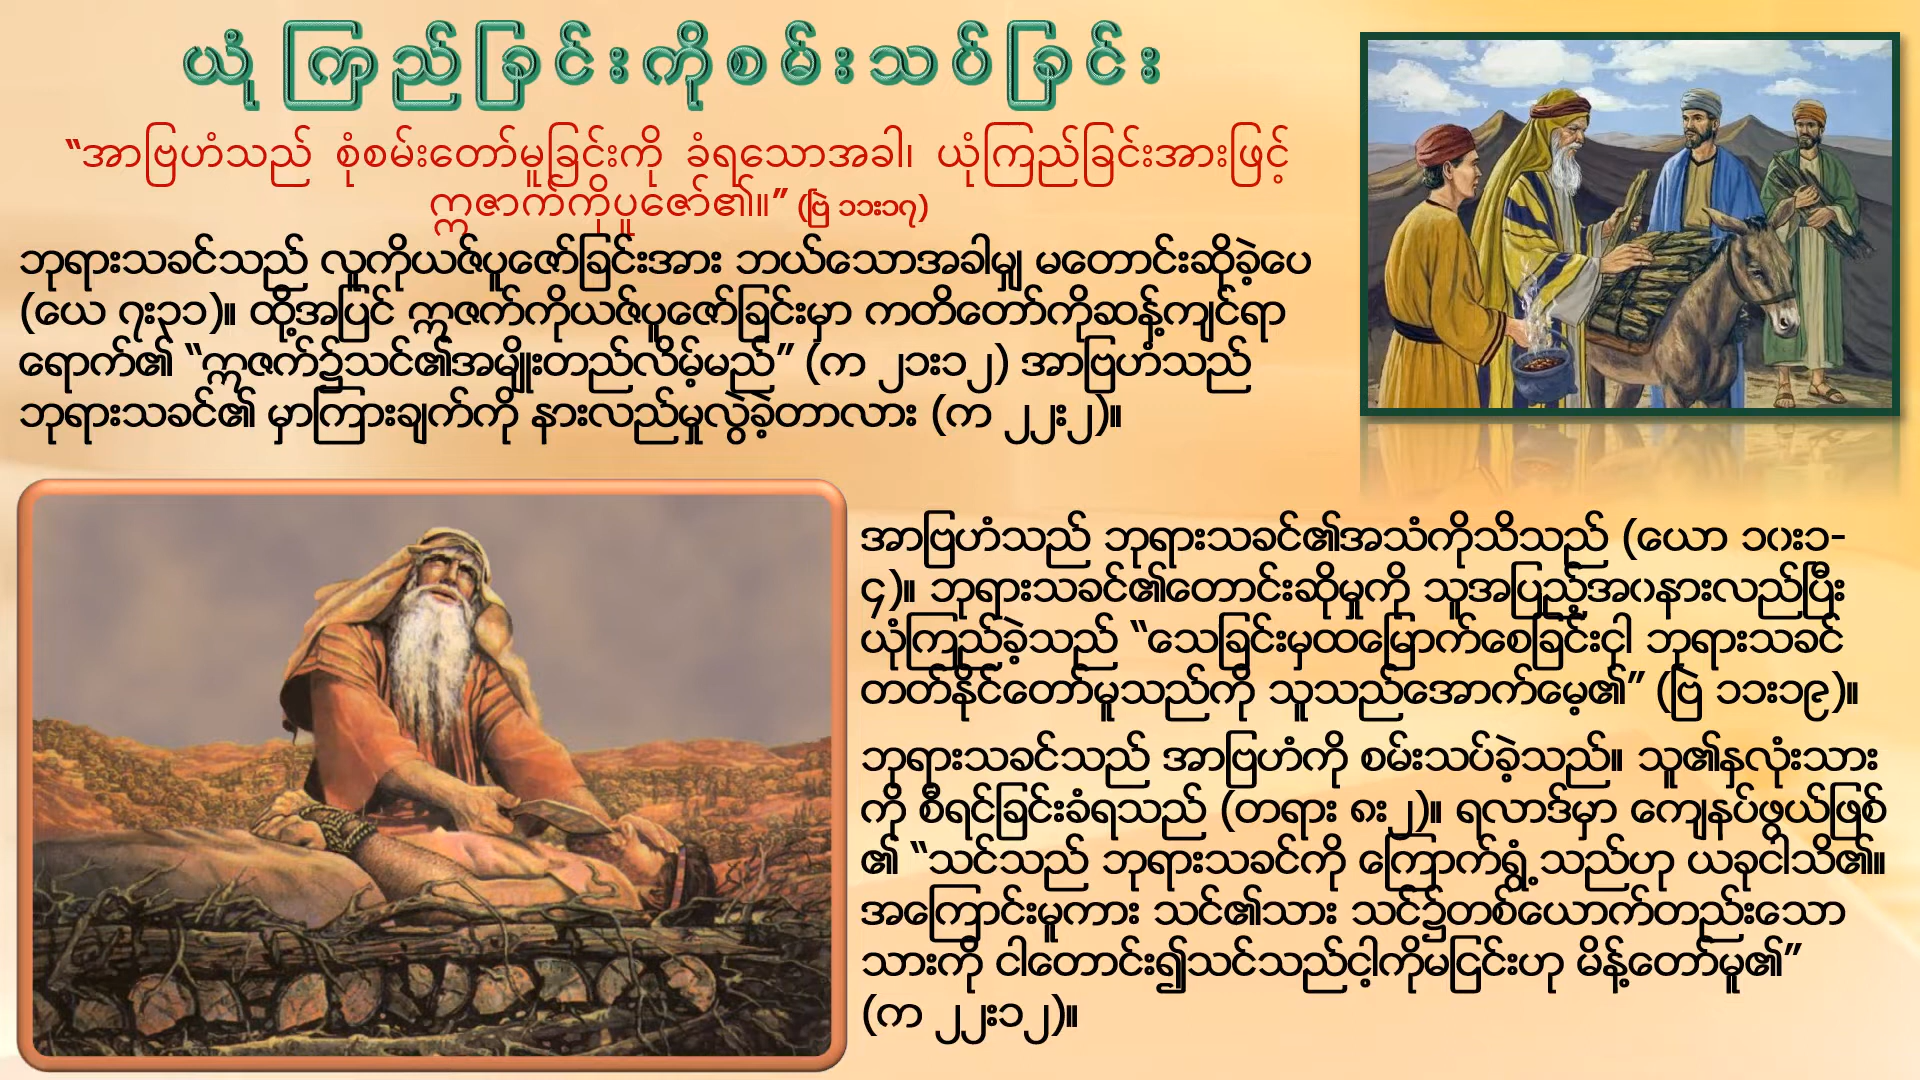 ယုံကြည်ခြင်းကိုစမ်းသပ်ခြင်း
“အာဗြဟံသည် စုံစမ်းတော်မူခြင်းကို ခံရသောအခါ၊ ယုံကြည်ခြင်းအားဖြင့်
ဣဇာက်ကိုပူဇော်၏။” (ဗြဲ ၁၁း၁၇)
ဘုရားသခင်သည် လူကိုယဇ်ပူဇော်ခြင်းအား ဘယ်သောအခါမျှ မတောင်းဆိုခဲ့ပေ
(ယေ ၇း၃၁)။ ထို့အပြင် ဣဇက်ကိုယဇ်ပူဇော်ခြင်းမှာ ကတိတော်ကိုဆန့်ကျင်ရာ
ရောက်၏ “ဣဇက်၌သင်၏အမျိုးတည်လိမ့်မည်” (က ၂၁း၁၂) အာဗြဟံသည်
ဘုရားသခင်၏ မှာကြားချက်ကို နားလည်မှုလွဲခဲ့တာလား (က ၂၂း၂)။
အာဗြဟံသည် ဘုရားသခင်၏အသံကိုသိသည် (ယော ၁၀း၁-
၄)။ ဘုရားသခင်၏တောင်းဆိုမှုကို သူအပြည့်အ၀နားလည်ပြီး
ယုံကြည်ခဲ့သည် “သေခြင်းမှထမြောက်စေခြင်းငှါ ဘုရားသခင်
တတ်နိုင်တော်မူသည်ကို သူသည်အောက်မေ့၏” (ဗြဲ ၁၁း၁၉)။
ဘုရားသခင်သည် အာဗြဟံကို စမ်းသပ်ခဲ့သည်။ သူ၏နှလုံးသား
ကို စီရင်ခြင်းခံရသည် (တရား ၈း၂)။ ရလာဒ်မှာ ကျေနပ်ဖွယ်ဖြစ်
၏ “သင်သည် ဘုရားသခင်ကို ကြောက်ရွံ့သည်ဟု ယခုငါသိ၏။
အကြောင်းမူကား သင်၏သား သင်၌တစ်ယောက်တည်းသော
သားကို ငါတောင်း၍သင်သည်ငါ့ကိုမငြင်းဟု မိန့်တော်မူ၏”
(က ၂၂း၁၂)။